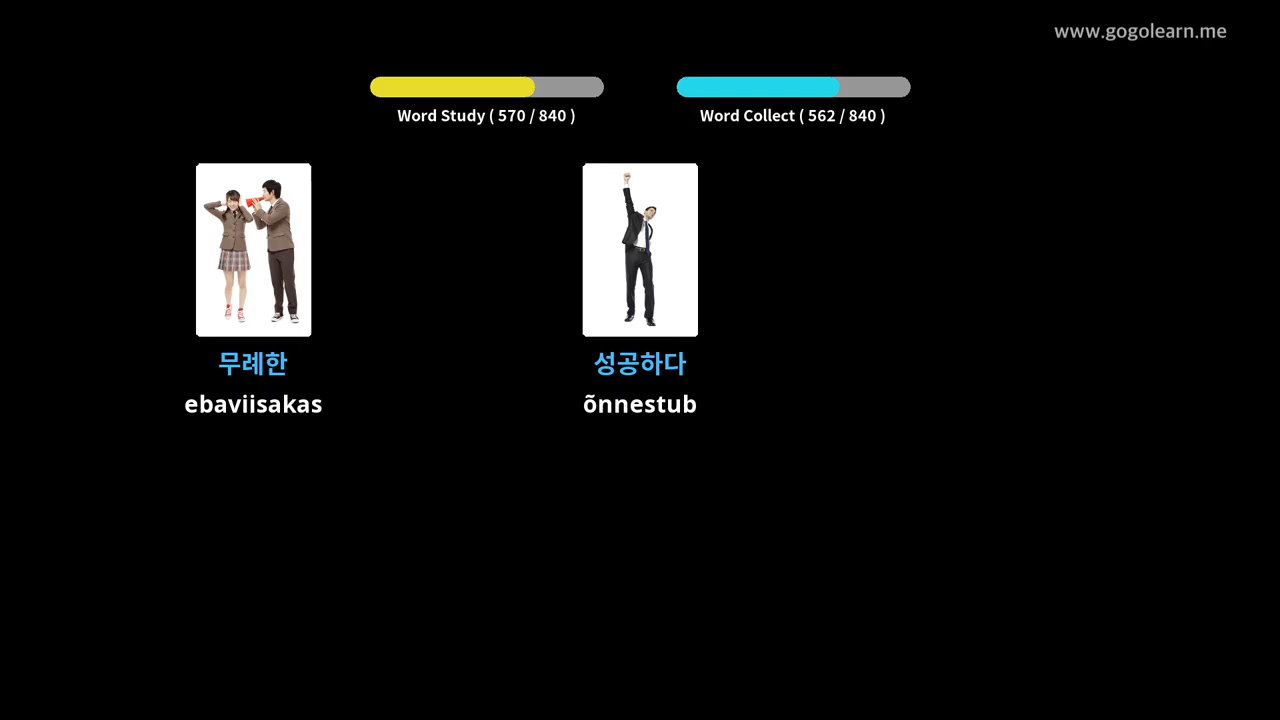 www.gogolearn.me
Word Study ( 570 / 840 )
Word Collect ( 562 / 840 )
무례한
ebaviisakas
성공하다
õnnestub